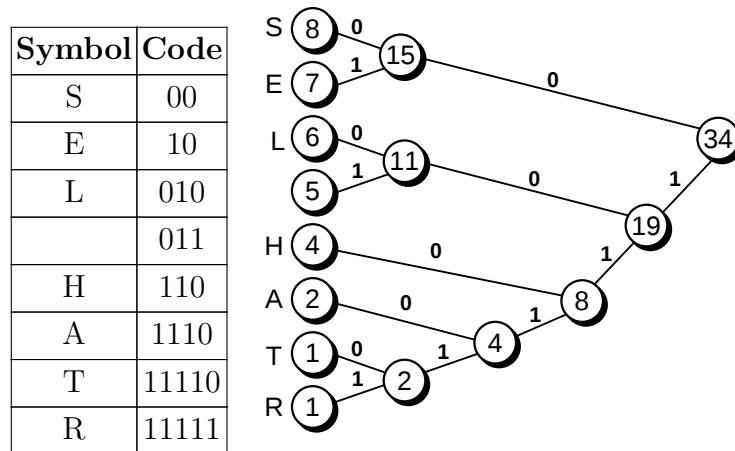 Symbol Code
S 00
E 10
L 010
011
H 110
A 1110
T 11110
R 11111
S 8 0
15
E 7 1
0
L 6 0
11
5 1
0
34
1
19
H 4 0
1
8
A 2 0
1
4
T 1 0
1
2
R 1 1